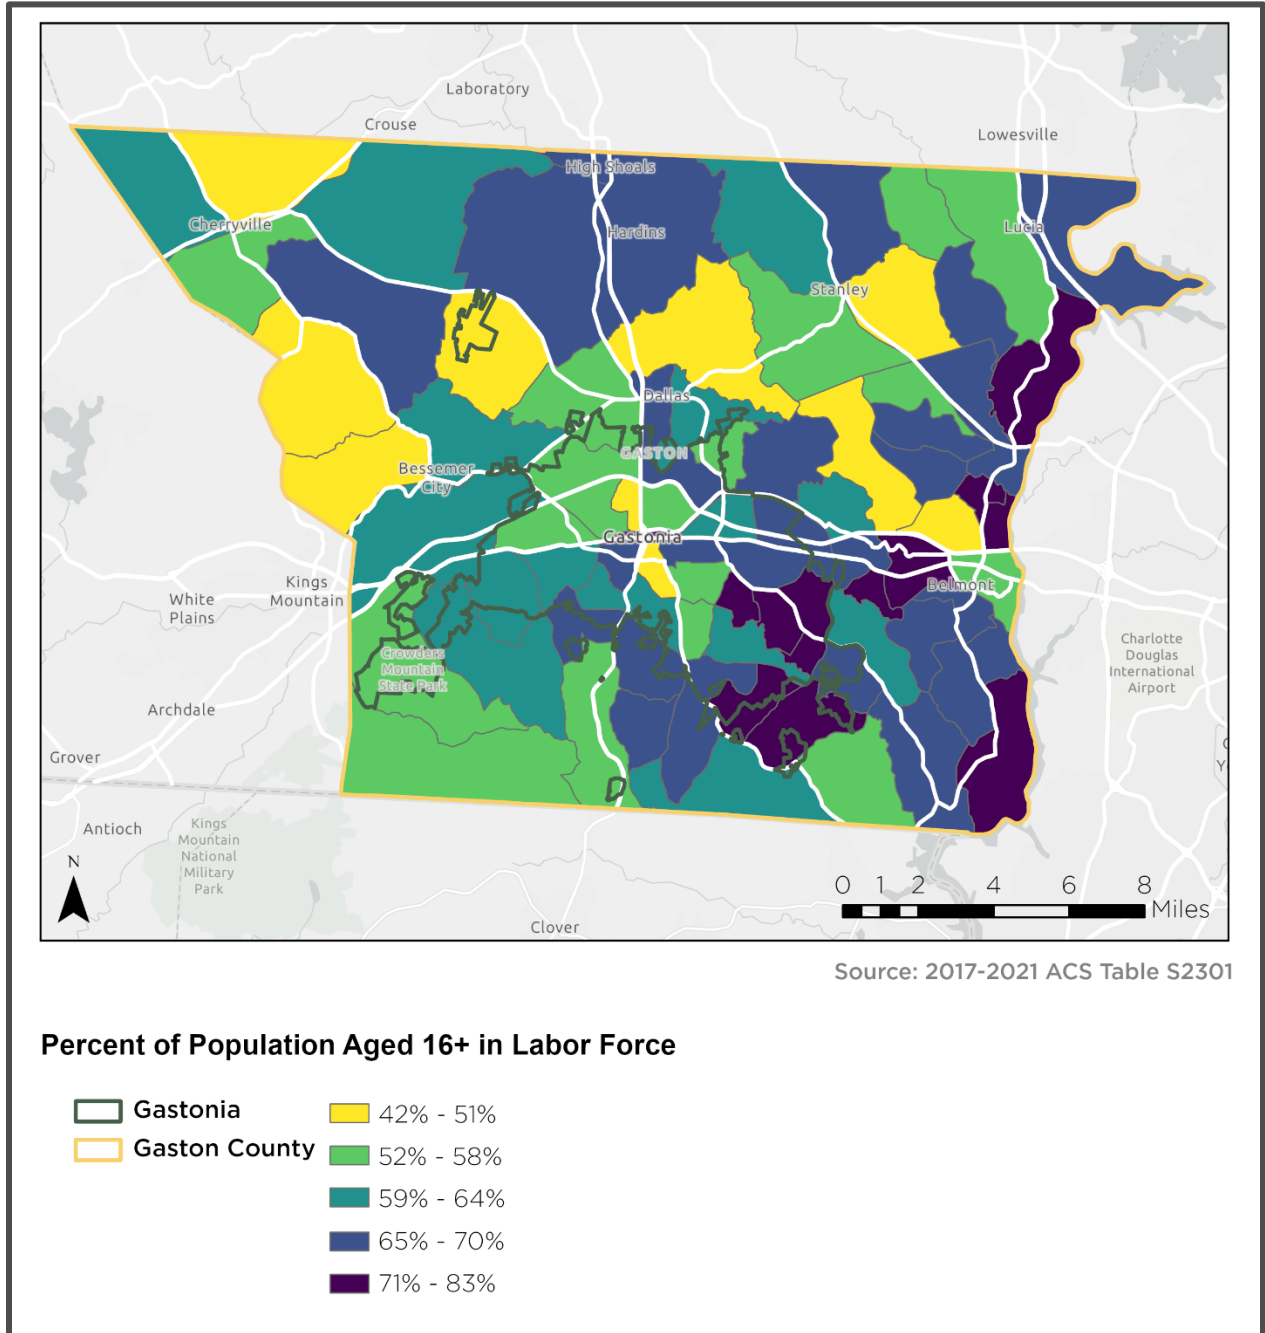 Laboratory
Crouse
Lowesville
High Shoals
Cherryville
Hardins
Lucia
Stanley
Dallas
GASTON
Bessemer
City
Gastonia
Kings
Mountain
White
Plains
Belmont
Crowders
Mountain
State Park
Charlotte
Douglas
International
Airport
Archdale
Grover
Antioch
Kings
Mountain
National
Military
Park
N
Clover
0 1 2 4 6 8
Miles
Source: 2017-2021 ACS Table S2301
Percent of Population Aged 16+ in Labor Force
Gastonia
Gaston County
42% - 51%
52% - 58%
59% - 64%
65% - 70%
71% - 83%